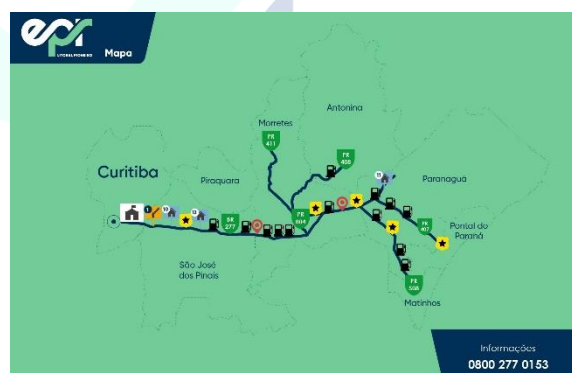 epr
LITORAL PIONEIRO
Mapa
Antonina
Morretes
PR
411
PR
408
Curitiba
Piraquara
Paranaguá
BR
277
PR
804
PR
407
Pontal do
Paraná
São José
dos Pinais
PR
508
Matinhos
Informações
0800 277 0153